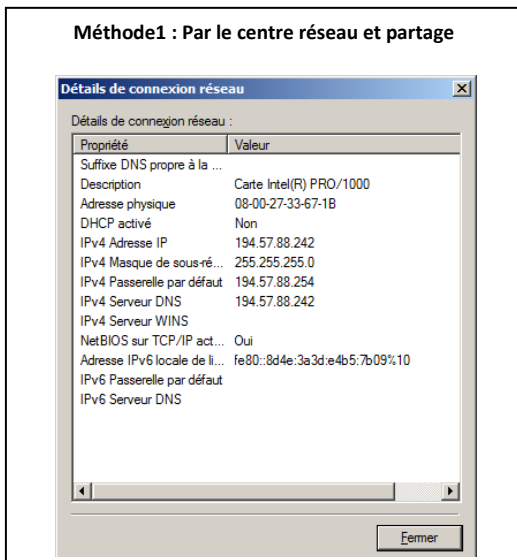 Méthode1 : Par le centre réseau et partage
Détails de connexion réseau
Détails de connexion réseau :
Propriété Valeur
Suffixe DNS propre à la ...
Description Carte Intel(R) PRO/1000
Adresse physique 08-00-27-33-67-1B
DHCP activé Non
IPv4 Adresse IP 194.57.88.242
IPv4 Masque de sous-ré... 255.255.255.0
IPv4 Passerelle par défaut 194.57.88.254
IPv4 Serveur DNS 194.57.88.242
IPv4 Serveur WINS
NetBIOS sur TCP/IP act... Oui
Adresse IPv6 locale de li... fe80::8d4e:3a3d:e4b5:7b09%10
IPv6 Passerelle par défaut
IPv6 Serveur DNS
Fermer